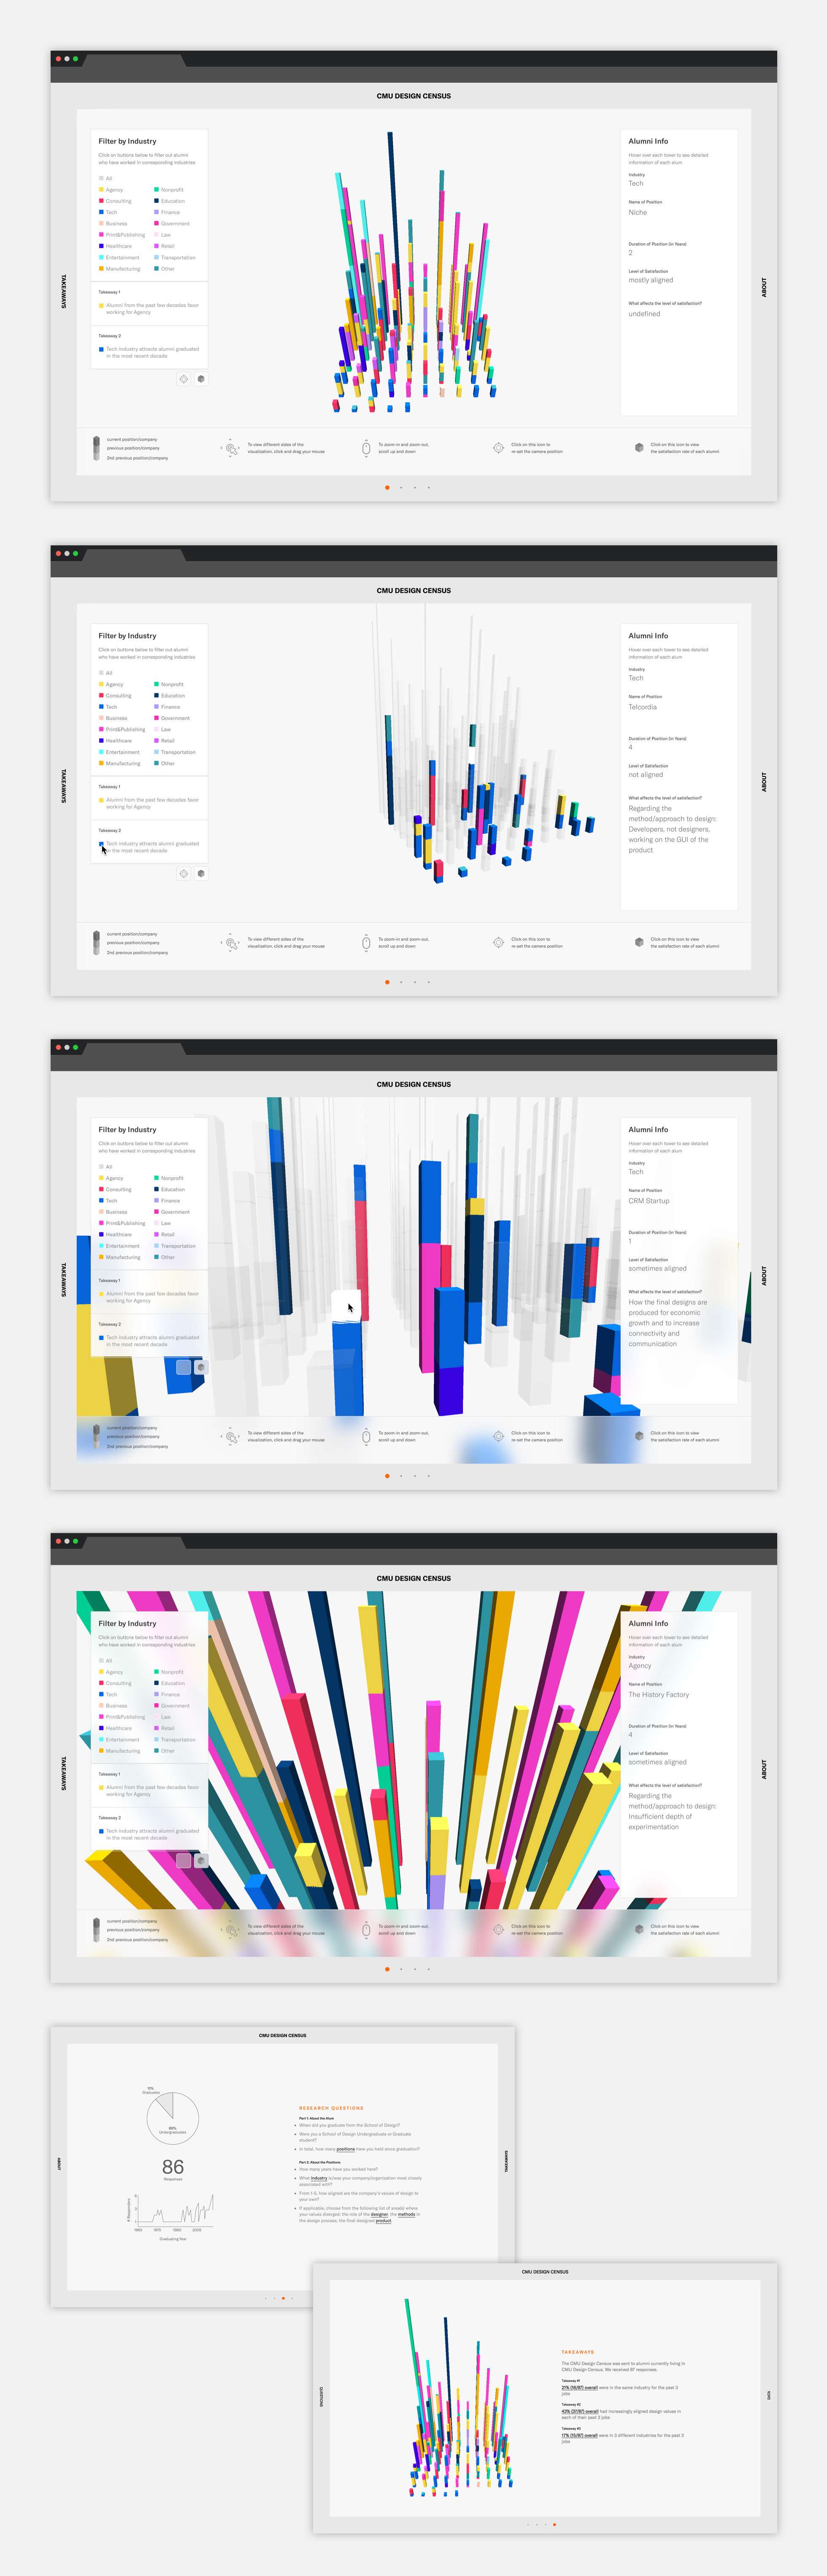 CMU DESIGN CENSUS
TAKEAWAYS
Filter by Industry
Click on buttons below to filter out alumni
who have worked in corresponding industries
All
Agency
Nonprofit
Consulting
Education
Tech
Finance
Business
Government
Print&Publishing
Law
Healthcare
Retail
Entertainment
Transportation
Manufacturing
Other
Takeaway 1
Alumni from the past few decades favor
working for Agency
Takeaway 2
Tech industry attracts alumni graduated
in the most recent decade
Alumni Info
Hover over each tower to see detailed
information of each alum
Industry
Tech
Name of Position
Niche
Duration of Position (in Years)
2
Level of Satisfaction
mostly aligned
What affects the level of satisfaction?
undefined
ABOUT
current position/company
previous position/company
2nd previous position/company
To view different sides of the
visualization, click and drag your mouse
To zoom-in and zoom-out,
scroll up and down
Click on this icon to
re-set the camera position
Click on this icon to view
the satisfaction rate of each alumni
CMU DESIGN CENSUS
TAKEAWAYS
Filter by Industry
Click on buttons below to filter out alumni
who have worked in corresponding industries
All
Agency
Nonprofit
Consulting
Education
Tech
Finance
Business
Government
Print&Publishing
Law
Healthcare
Retail
Entertainment
Transportation
Manufacturing
Other
Takeaway 1
Alumni from the past few decades favor
working for Agency
Takeaway 2
Tech industry attracts alumni graduated
in the most recent decade
Alumni Info
Hover over each tower to see detailed
information of each alum
Industry
Tech
Name of Position
Telcordia
Duration of Position (in Years)
4
Level of Satisfaction
not aligned
What affects the level of satisfaction?
Regarding the
method/approach to design:
Developers, not designers,
working on the GUI of the
product
ABOUT
current position/company
previous position/company
2nd previous position/company
To view different sides of the
visualization, click and drag your mouse
To zoom-in and zoom-out,
scroll up and down
Click on this icon to
re-set the camera position
Click on this icon to view
the satisfaction rate of each alumni
CMU DESIGN CENSUS
TAKEAWAYS
Filter by Industry
Click on buttons below to filter out alumni
who have worked in corresponding industries
All
Agency
Nonprofit
Consulting
Education
Tech
Finance
Business
Government
Print&Publishing
Law
Healthcare
Retail
Entertainment
Transportation
Manufacturing
Other
Takeaway 1
Alumni from the past few decades favor
working for Agency
Takeaway 2
Tech industry attracts alumni graduated
in the most recent decade
Alumni Info
Hover over each tower to see detailed
information of each alum
Industry
Tech
Name of Position
CRM Startup
Duration of Position (in Years)
1
Level of Satisfaction
sometimes aligned
What affects the level of satisfaction?
How the final designs are
produced for economic
growth and to increase
connectivity and
communication
ABOUT
current position/company
previous position/company
2nd previous position/company
To view different sides of the
visualization, click and drag your mouse
To zoom-in and zoom-out,
scroll up and down
Click on this icon to
re-set the camera position
Click on this icon to view
the satisfaction rate of each alumni
CMU DESIGN CENSUS
TAKEAWAYS
Filter by Industry
Click on buttons below to filter out alumni
who have worked in corresponding industries
All
Agency
Nonprofit
Consulting
Education
Tech
Finance
Business
Government
Print&Publishing
Law
Healthcare
Retail
Entertainment
Transportation
Manufacturing
Other
Takeaway 1
Alumni from the past few decades favor
working for Agency
Takeaway 2
Tech industry attracts alumni graduated
in the most recent decade
Alumni Info
Hover over each tower to see detailed
information of each alum
Industry
Agency
Name of Position
The History Factory
Duration of Position (in Years)
4
Level of Satisfaction
sometimes aligned
What affects the level of satisfaction?
Regarding the
method/approach to design:
Insufficient depth of
experimentation
ABOUT
current position/company
previous position/company
2nd previous position/company
To view different sides of the
visualization, click and drag your mouse
To zoom-in and zoom-out,
scroll up and down
Click on this icon to
re-set the camera position
Click on this icon to view
the satisfaction rate of each alumni
CMU DESIGN CENSUS
ABOUT
Graduates
Undergraduates
86
Responses
Graduating Year
RESEARCH QUESTIONS
Part 1: About the Alum
When did you graduate from the School of Design?
Were you a School of Design Undergraduate or Graduate
student?
In total, how many positions have you held since graduation?
Part 2: About the Positions
How many years have you worked here?
What industry is/was your company/organization most closely
associated with?
From 1-5, how aligned are the company's values of design to
your own?
If applicable, choose from the following list of areas where
your values diverged: the role of the designer, the methods in
the design process, the final designed product.
CMU DESIGN CENSUS
QUESTIONS
TAKEAWAYS
The CMU Design Census was sent to alumni currently living in
CMU Design Census. We received 87 responses.
Takeaway #1
21% (18/87) overall were in the same industry for the past 3
jobs
Takeaway #2
43% (37/87) overall had increasingly aligned design values in
each of their past 3 jobs
Takeaway #3
17% (15/87) overall were in 3 different industries for the past 3
jobs